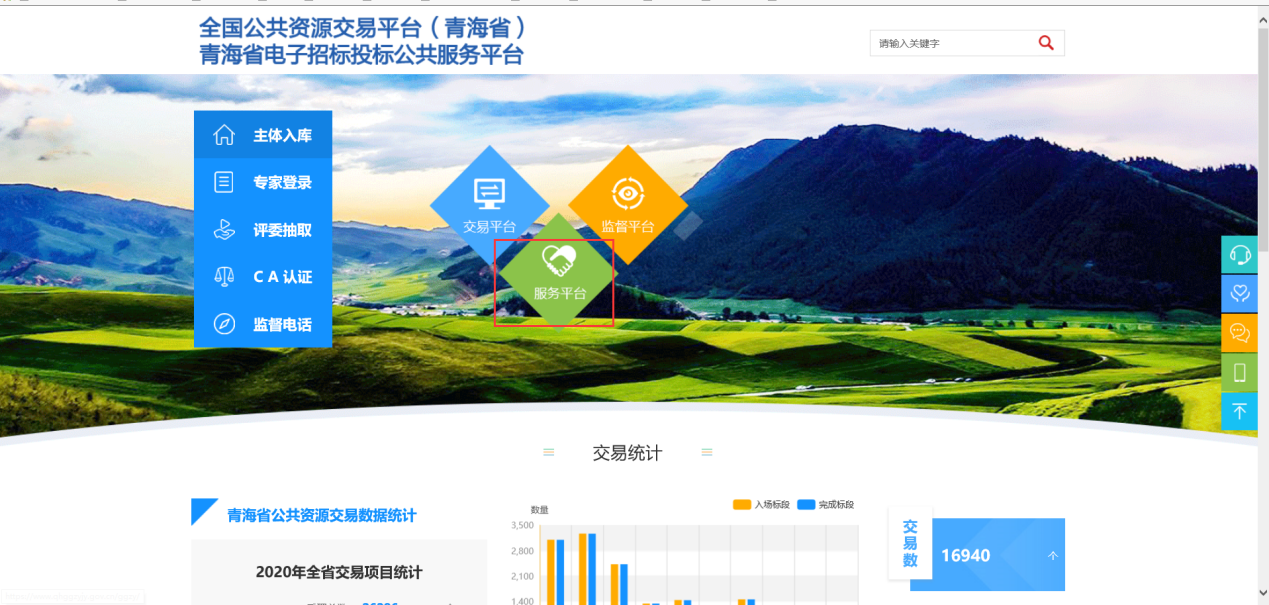 全国公共资源交易平台（青海省）
青海省电子招标投标公共服务平台
请输入关键字
主体入库
专家登录
评委抽取
CA认证
监督电话
交易平台
监督平台
服务平台
交易统计
青海省公共资源交易数据统计
2020年全省交易项目统计
数量
入场标段
完成标段
3,500
2,800
2,100
1,400
交易数
16940